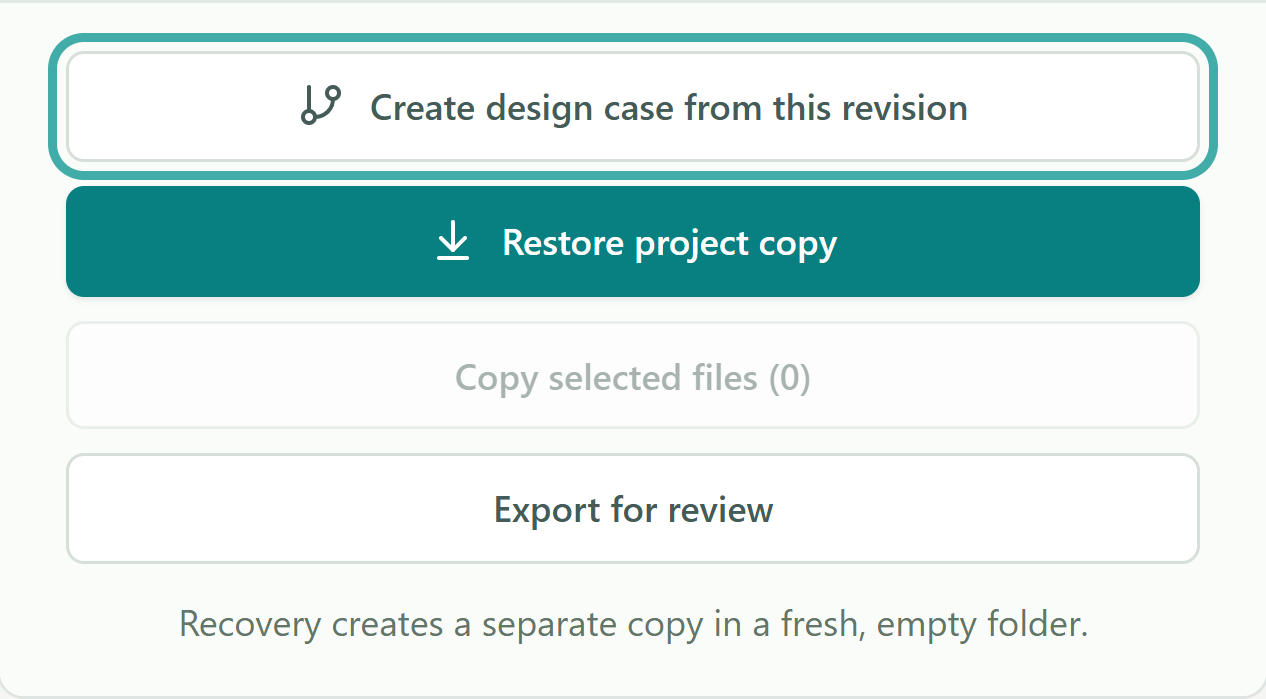 Create design case from this revision
Restore project copy
Copy selected files (0)
Export for review
Recovery creates a separate copy in a fresh, empty folder.